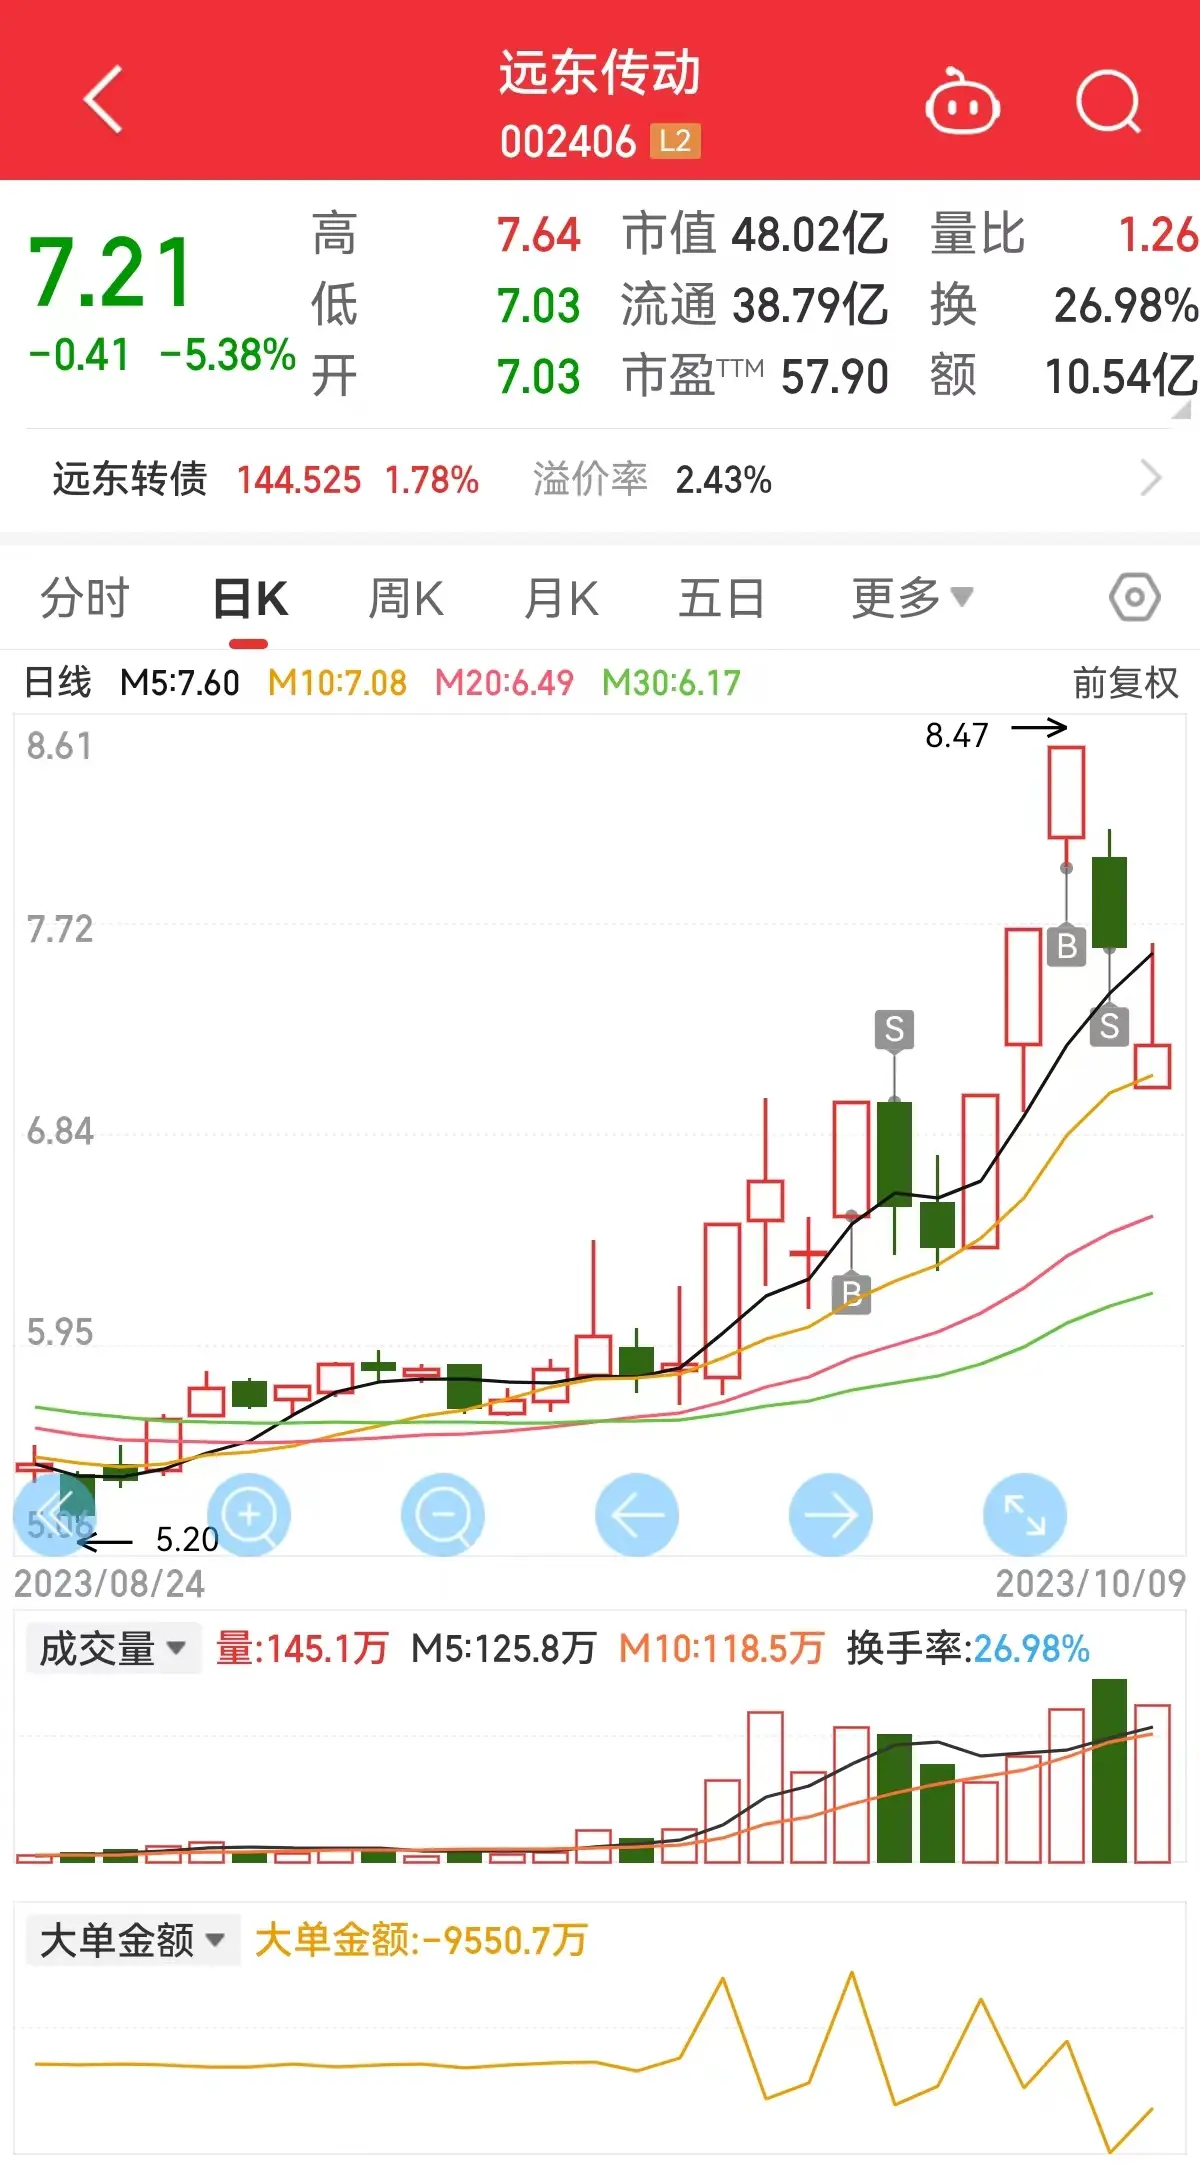 远东传动
002406 L2
7.21
-0.41 -5.38%
高 7.64 市值 48.02亿 量比 1.26
低 7.03 流通 38.79亿 换 26.98%
开 7.03 市盈TTM 57.90 额 10.54亿
远东转债 144.525 1.78% 溢价率 2.43%
分时 日K 周K 月K 五日 更多
日线 M5:7.60 M10:7.08 M20:6.49 M30:6.17 前复权
8.61
8.47
7.72
B
S
S
6.84
B
5.95
5.06
5.20
2023/08/24 2023/10/09
成交量 量:145.1万 M5:125.8万 M10:118.5万 换手率:26.98%
大单金额 大单金额:-9550.7万